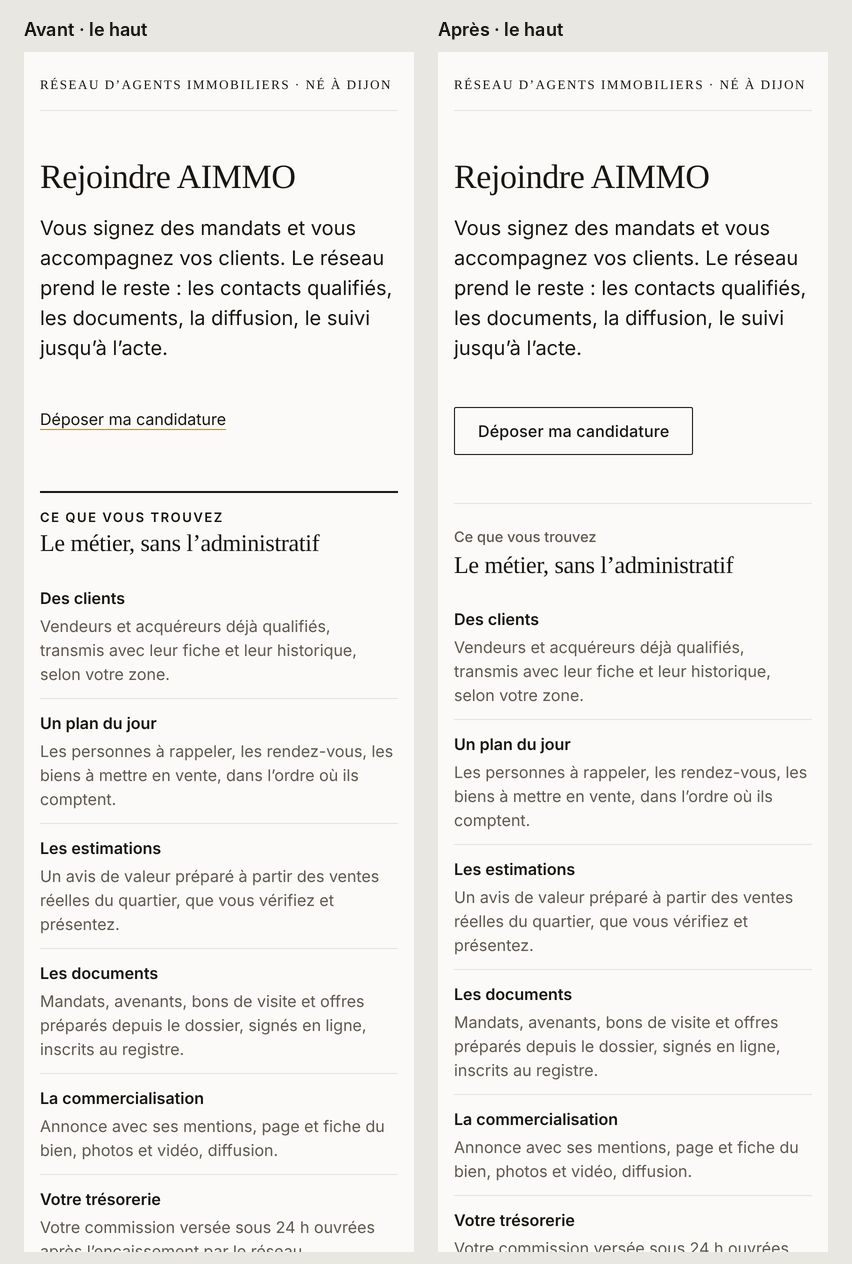 Avant · le haut
RÉSEAU D’AGENTS IMMOBILIERS · NÉ À DIJON
Rejoindre AIMMO
Vous signez des mandats et vous
accompagnez vos clients. Le réseau
prend le reste : les contacts qualifiés,
les documents, la diffusion, le suivi
jusqu’à l’acte.
Déposer ma candidature
CE QUE VOUS TROUVEZ
Le métier, sans l’administratif
Des clients
Vendeurs et acquéreurs déjà qualifiés,
transmis avec leur fiche et leur historique,
selon votre zone.
Un plan du jour
Les personnes à rappeler, les rendez-vous, les
biens à mettre en vente, dans l’ordre où ils
comptent.
Les estimations
Un avis de valeur préparé à partir des ventes
réelles du quartier, que vous vérifiez et
présentez.
Les documents
Mandats, avenants, bons de visite et offres
préparés depuis le dossier, signés en ligne,
inscrits au registre.
La commercialisation
Annonce avec ses mentions, page et fiche du
bien, photos et vidéo, diffusion.
Votre trésorerie
Votre commission versée sous 24 h ouvrées
après l’encaissement par le réseau
Après · le haut
RÉSEAU D’AGENTS IMMOBILIERS · NÉ À DIJON
Rejoindre AIMMO
Vous signez des mandats et vous
accompagnez vos clients. Le réseau
prend le reste : les contacts qualifiés,
les documents, la diffusion, le suivi
jusqu’à l’acte.
Déposer ma candidature
Ce que vous trouvez
Le métier, sans l’administratif
Des clients
Vendeurs et acquéreurs déjà qualifiés,
transmis avec leur fiche et leur historique,
selon votre zone.
Un plan du jour
Les personnes à rappeler, les rendez-vous, les
biens à mettre en vente, dans l’ordre où ils
comptent.
Les estimations
Un avis de valeur préparé à partir des ventes
réelles du quartier, que vous vérifiez et
présentez.
Les documents
Mandats, avenants, bons de visite et offres
préparés depuis le dossier, signés en ligne,
inscrits au registre.
La commercialisation
Annonce avec ses mentions, page et fiche du
bien, photos et vidéo, diffusion.
Votre trésorerie
Votre commission versée sous 24 h ouvrées